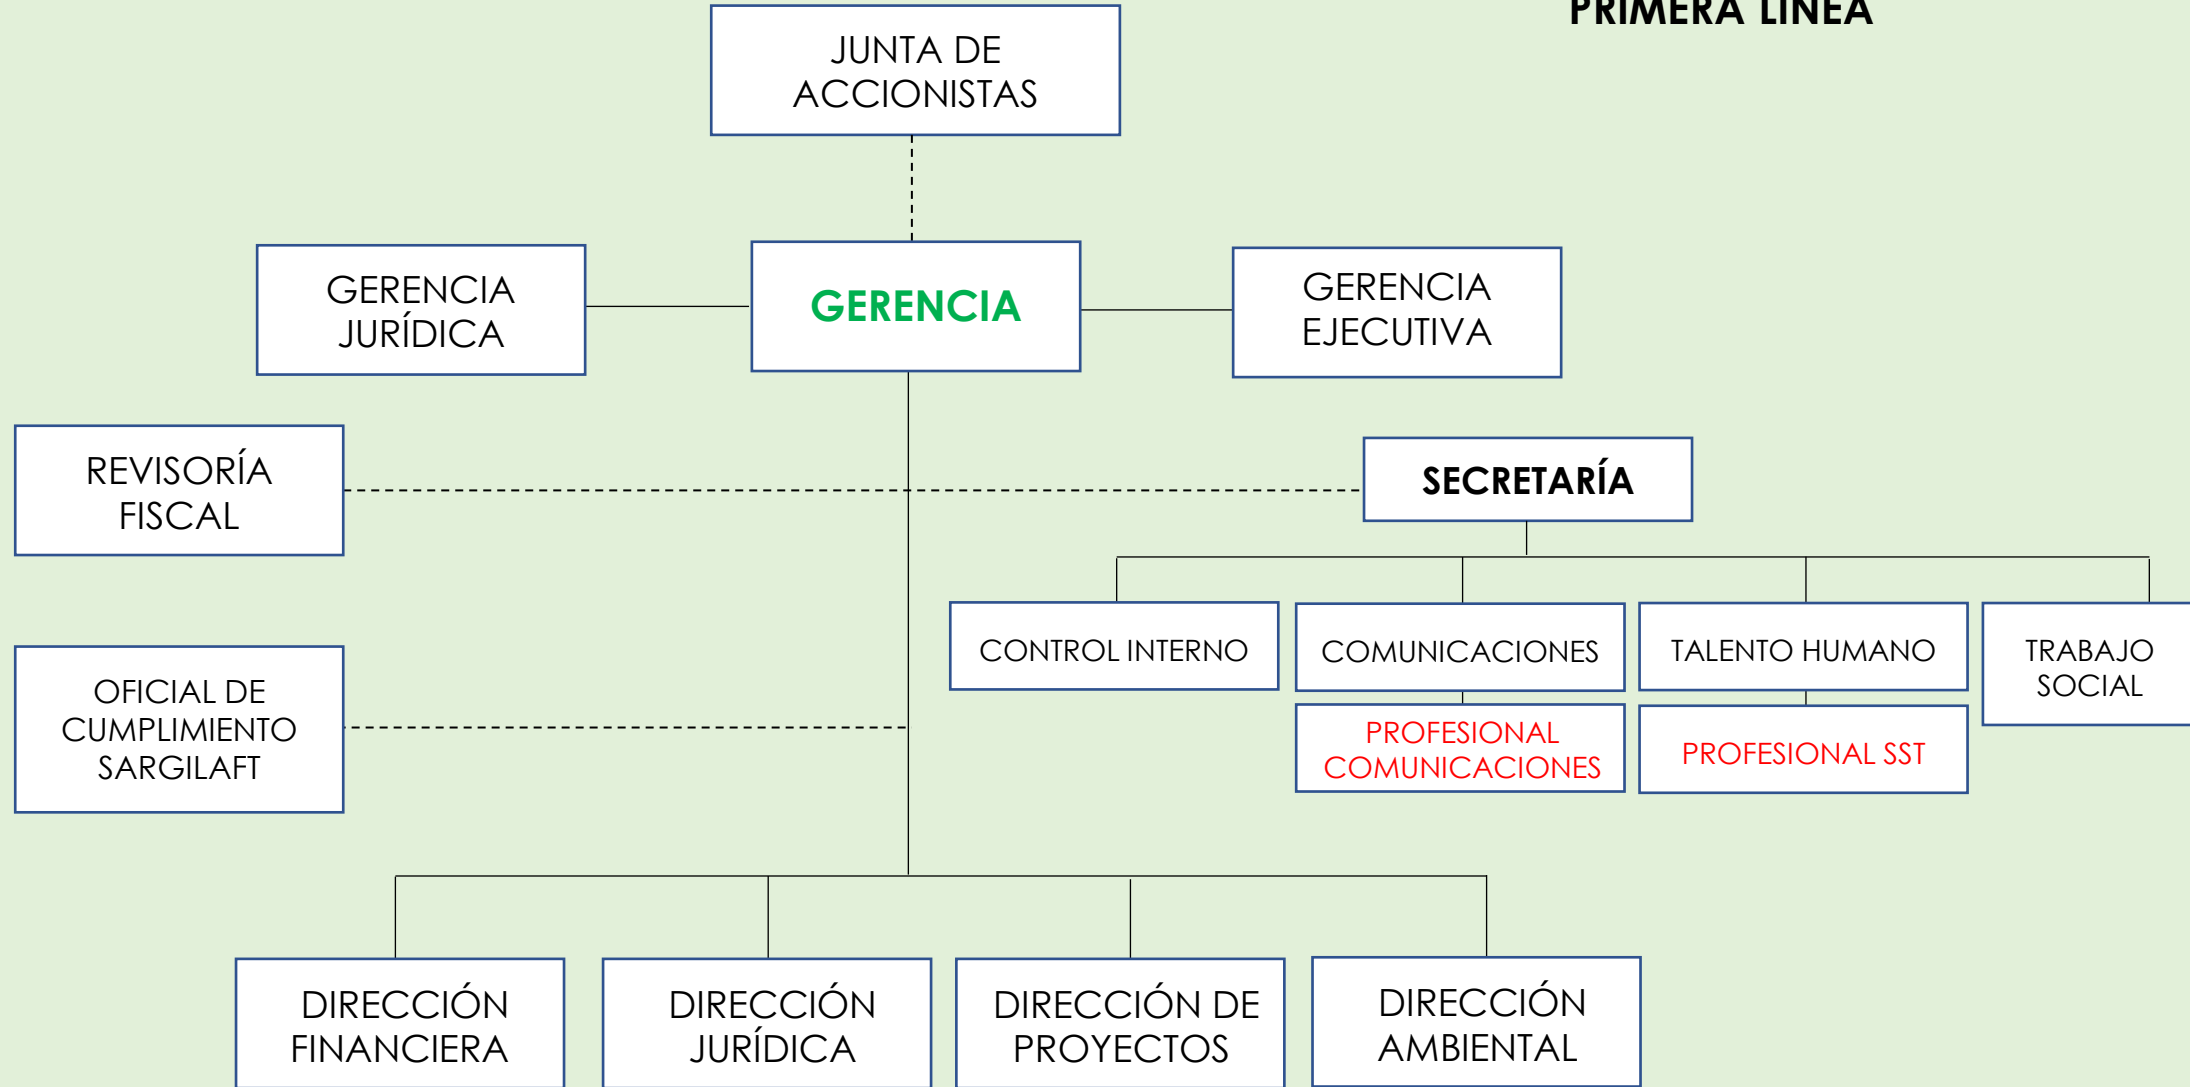 PRIMERA LÍNEA
JUNTA DE
ACCIONISTAS
GERENCIA
JURÍDICA
GERENCIA
GERENCIA
EJECUTIVA
REVISORÍA
FISCAL
SECRETARÍA
CONTROL INTERNO
COMUNICACIONES
TALENTO HUMANO
TRABAJO
SOCIAL
OFICIAL DE
CUMPLIMIENTO
SARGILAFT
PROFESIONAL
COMUNICACIONES
PROFESIONAL SST
DIRECCIÓN
FINANCIERA
DIRECCIÓN
JURÍDICA
DIRECCIÓN DE
PROYECTOS
DIRECCIÓN
AMBIENTAL